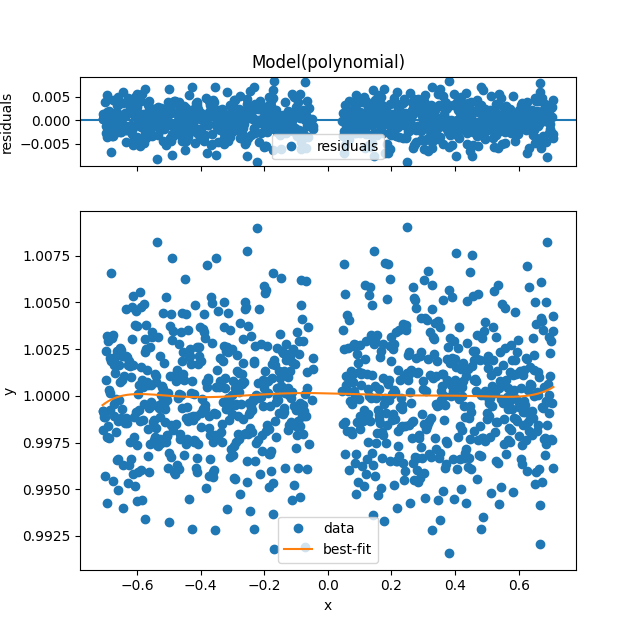 Model(polynomial)
residuals
0.005
0.000
−0.005
residuals
y
1.0075
1.0050
1.0025
1.0000
0.9975
0.9950
0.9925
data
best-fit
−0.6 −0.4 −0.2 0.0 0.2 0.4 0.6
x